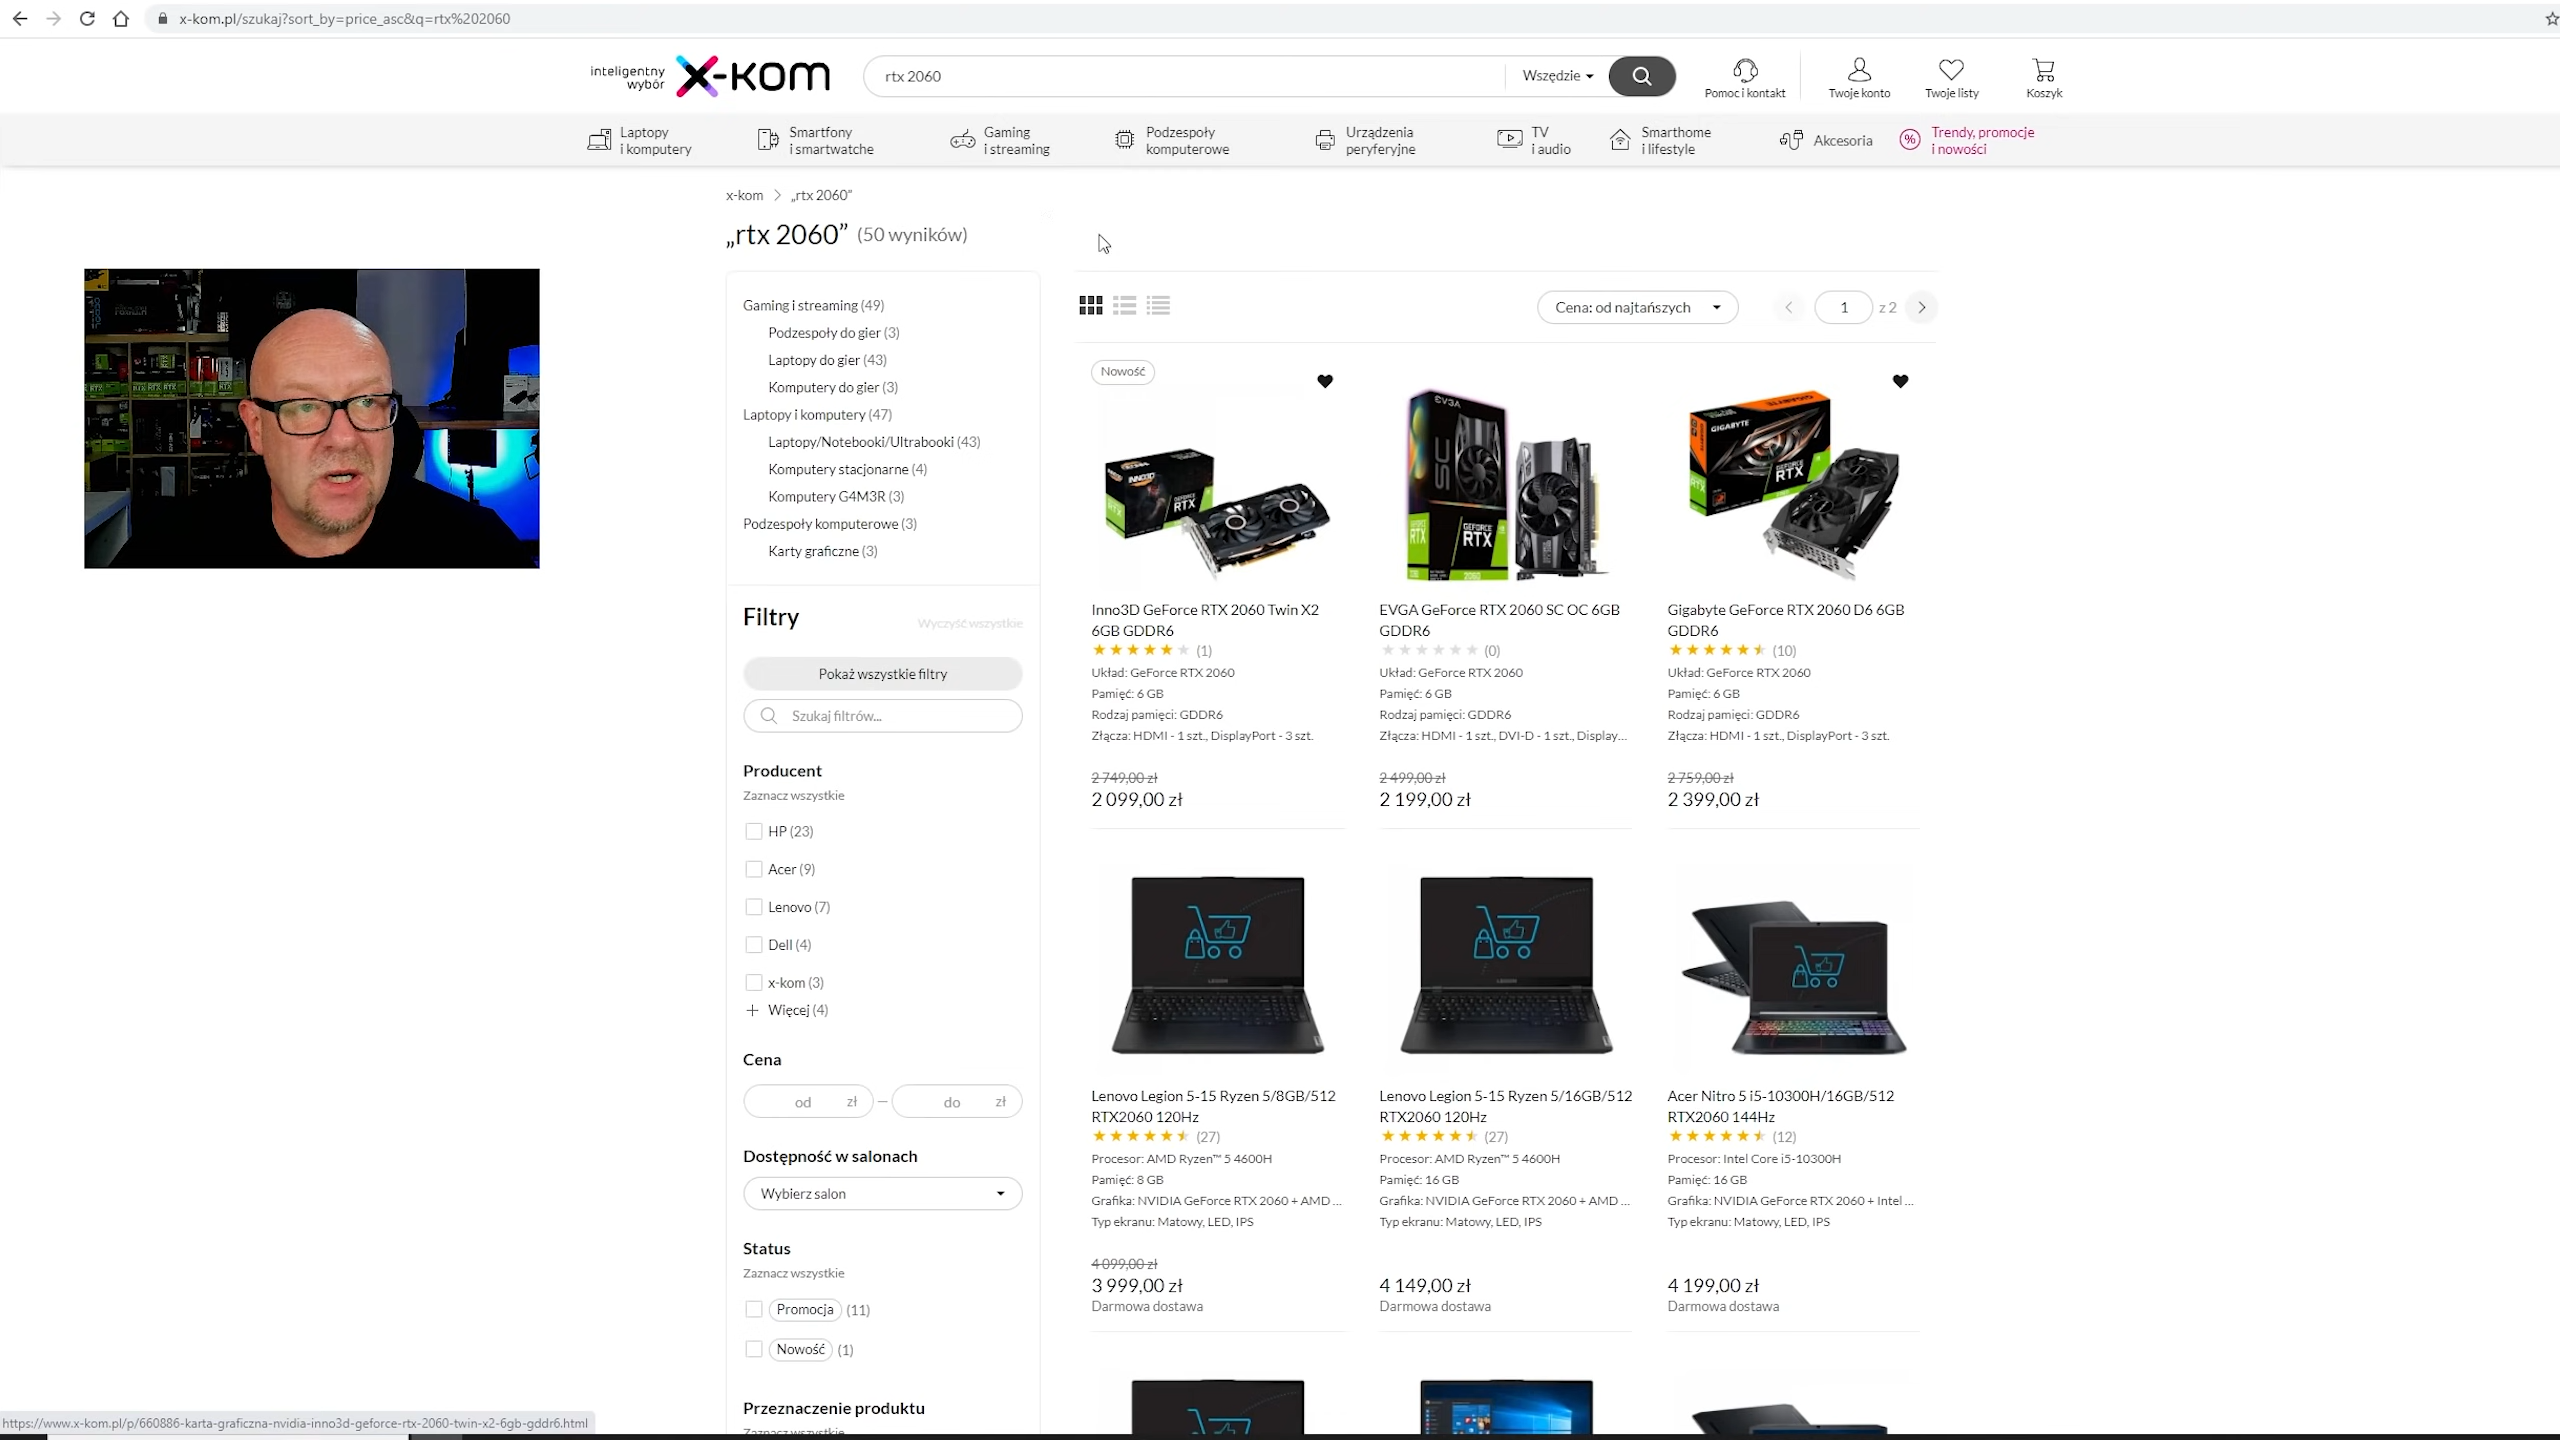 x-kom.pl/szukaj?sort_by=price_asc&q=rtx%202060
inteligentny
wybór
x-kom
rtx 2060
Wszędzie
Pomoc i kontakt
Twoje konto
Twoje listy
Koszyk
Laptopy
i komputery
Smartfony
i smartwatche
Gaming
i streaming
Podzespoły
komputerowe
Urządzenia
peryferyjne
TV
i audio
Smarthome
i lifestyle
Akcesoria
Trendy, promocje
i nowości
x-kom > „rtx 2060”
„rtx 2060” (50 wyników)
Gaming i streaming (49)
Podzespoły do gier (3)
Laptopy do gier (43)
Komputery do gier (3)
Laptopy i komputery (47)
Laptopy/Notebooki/Ultrabooki (43)
Komputery stacjonarne (4)
Komputery G4M3R (3)
Podzespoły komputerowe (3)
Karty graficzne (3)
Filtry
Wyczyść wszystkie
Pokaż wszystkie filtry
Szukaj filtrów...
Producent
Zaznacz wszystkie
HP (23)
Acer (9)
Lenovo (7)
Dell (4)
x-kom (3)
Więcej (4)
Cena
od zł – do zł
Dostępność w salonach
Wybierz salon
Status
Zaznacz wszystkie
Promocja (11)
Nowość (1)
Przeznaczenie produktu
Zaznacz wszystkie
Cena: od najtańszych
1 z 2
Nowość
INNO3D
GEFORCE
RTX
Inno3D GeForce RTX 2060 Twin X2
6GB GDDR6
(1)
Układ: GeForce RTX 2060
Pamięć: 6 GB
Rodzaj pamięci: GDDR6
Złącza: HDMI - 1 szt., DisplayPort - 3 szt.
2 749,00 zł
2 099,00 zł
EVGA
SC
GEFORCE
RTX
2060
EVGA GeForce RTX 2060 SC OC 6GB
GDDR6
(0)
Układ: GeForce RTX 2060
Pamięć: 6 GB
Rodzaj pamięci: GDDR6
Złącza: HDMI - 1 szt., DVI-D - 1 szt., Display...
2 499,00 zł
2 199,00 zł
GIGABYTE
GEFORCE
RTX
Gigabyte GeForce RTX 2060 D6 6GB
GDDR6
(10)
Układ: GeForce RTX 2060
Pamięć: 6 GB
Rodzaj pamięci: GDDR6
Złącza: HDMI - 1 szt., DisplayPort - 3 szt.
2 759,00 zł
2 399,00 zł
Lenovo Legion 5-15 Ryzen 5/8GB/512
RTX2060 120Hz
(27)
Procesor: AMD Ryzen™ 5 4600H
Pamięć: 8 GB
Grafika: NVIDIA GeForce RTX 2060 + AMD ...
Typ ekranu: Matowy, LED, IPS
4 099,00 zł
3 999,00 zł
Darmowa dostawa
Lenovo Legion 5-15 Ryzen 5/16GB/512
RTX2060 120Hz
(27)
Procesor: AMD Ryzen™ 5 4600H
Pamięć: 16 GB
Grafika: NVIDIA GeForce RTX 2060 + AMD ...
Typ ekranu: Matowy, LED, IPS
4 149,00 zł
Darmowa dostawa
Acer Nitro 5 i5-10300H/16GB/512
RTX2060 144Hz
(12)
Procesor: Intel Core i5-10300H
Pamięć: 16 GB
Grafika: NVIDIA GeForce RTX 2060 + Intel ...
Typ ekranu: Matowy, LED, IPS
4 199,00 zł
Darmowa dostawa
https://www.x-kom.pl/p/660886-karta-graficzna-nvidia-inno3d-geforce-rtx-2060-twin-x2-6gb-gddr6.html